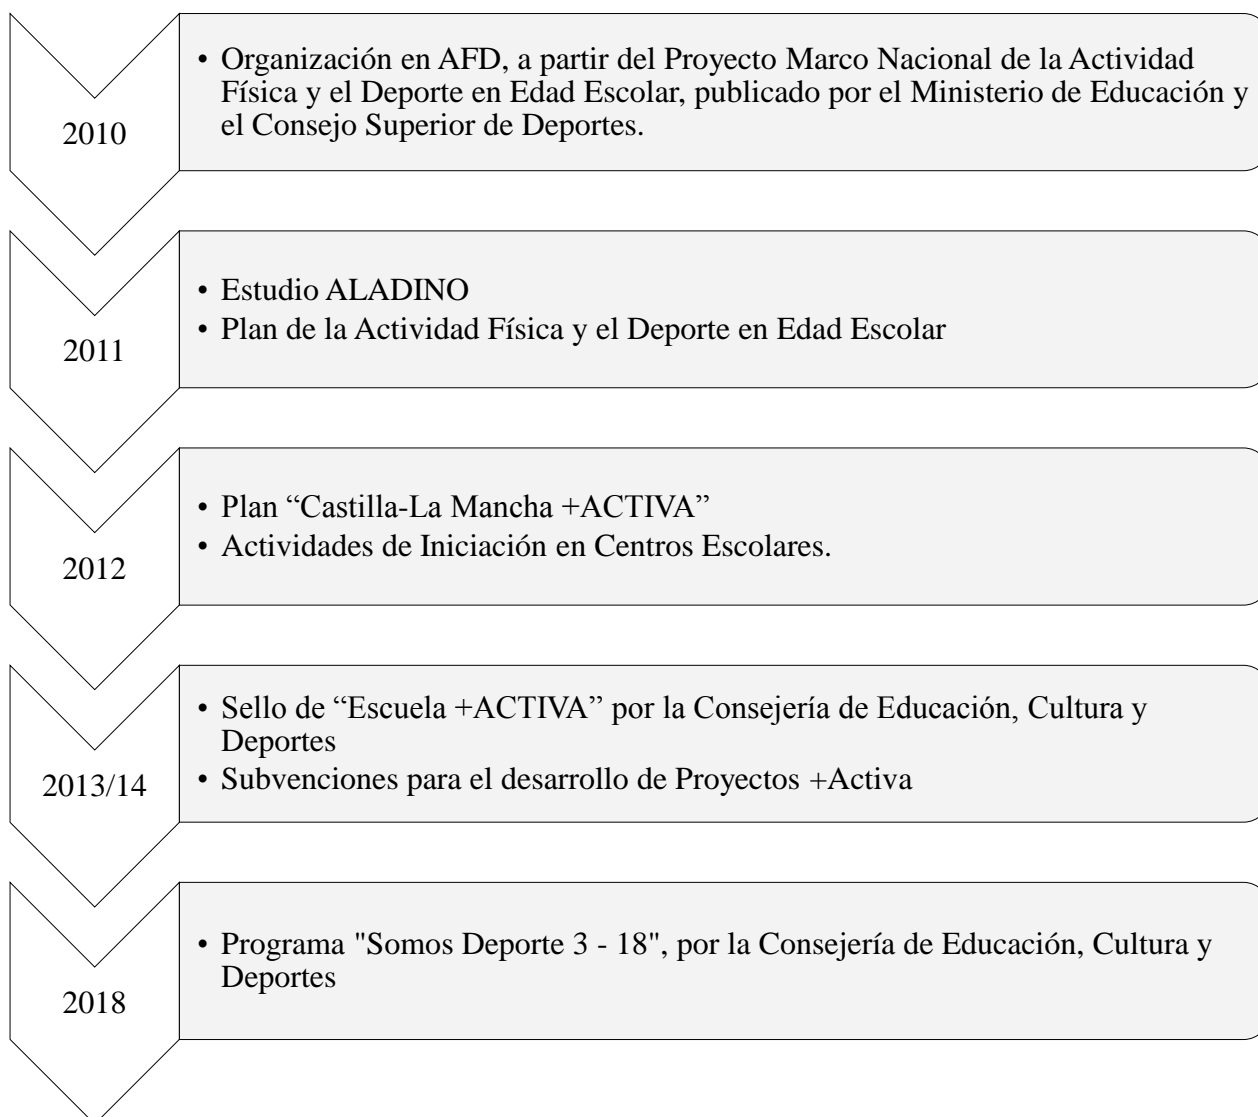 2010
• Organización en AFD, a partir del Proyecto Marco Nacional de la Actividad
Física y el Deporte en Edad Escolar, publicado por el Ministerio de Educación y
el Consejo Superior de Deportes.
2011
• Estudio ALADINO
• Plan de la Actividad Física y el Deporte en Edad Escolar
2012
• Plan “Castilla-La Mancha +ACTIVA”
• Actividades de Iniciación en Centros Escolares.
2013/14
• Sello de “Escuela +ACTIVA” por la Consejería de Educación, Cultura y
Deportes
• Subvenciones para el desarrollo de Proyectos +Activa
2018
• Programa "Somos Deporte 3 - 18", por la Consejería de Educación, Cultura y
Deportes